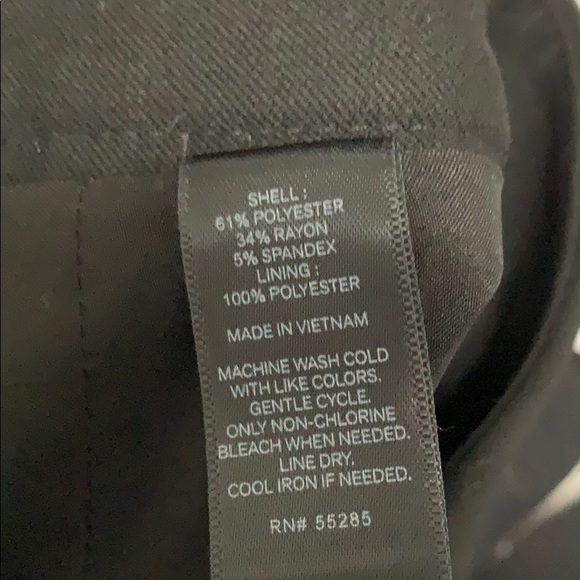 SHELL :
61% POLYESTER
34% RAYON
5% SPANDEX
LINING :
100% POLYESTER
MADE IN VIETNAM
MACHINE WASH COLD
WITH LIKE COLORS.
GENTLE CYCLE.
ONLY NON-CHLORINE
BLEACH WHEN NEEDED.
LINE DRY.
COOL IRON IF NEEDED.
RN# 55285